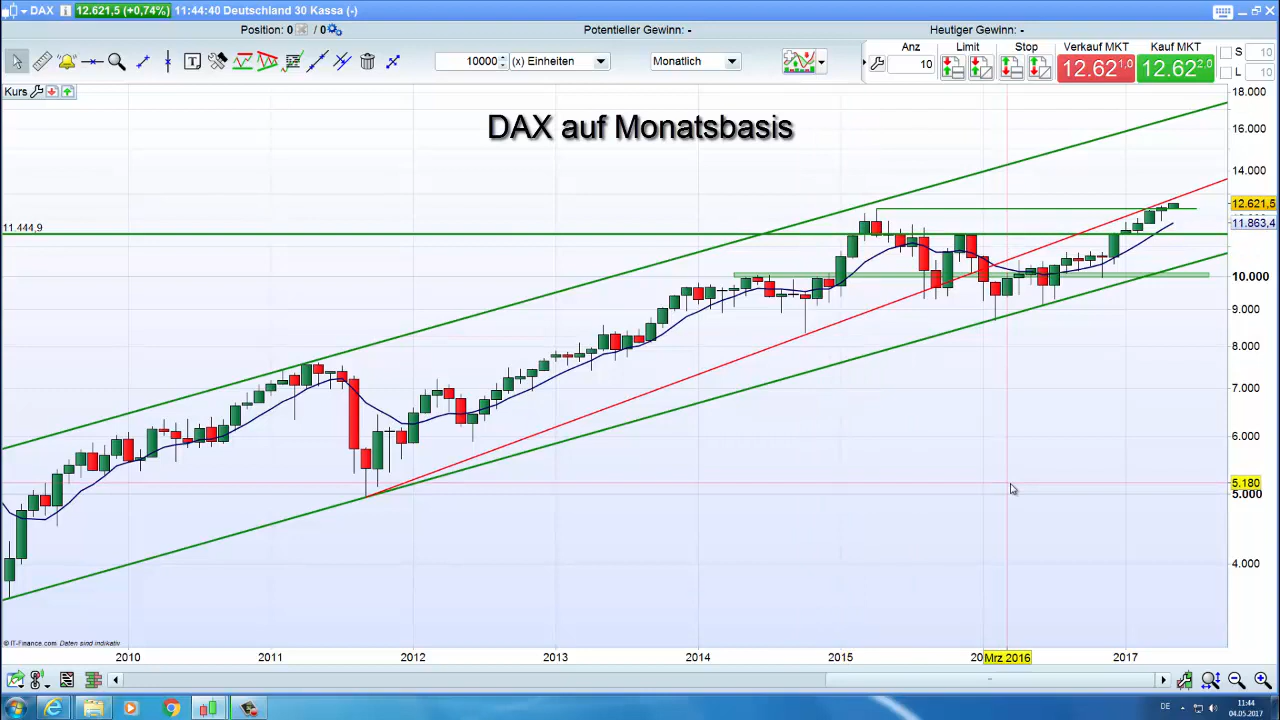 DAX 12.621,5 (+0,74%) 11:44:40 Deutschland 30 Kassa (-)
Position: 0 / 0 Potentieller Gewinn: - Heutiger Gewinn: -
10000 (x) Einheiten Monatlich
Anz Limit Stop Verkauf MKT Kauf MKT S 10
10 12.62 1,0 12.62 2,0 L 10
Kurs
DAX auf Monatsbasis
18.000
16.000
14.000
12.621,5
11.863,4
11.444,9
10.000
9.000
8.000
7.000
6.000
5.180
5.000
4.000
© IT-Finance.com Daten sind indikativ
2010 2011 2012 2013 2014 2015 Mrz 2016 2017
DE 11:44
04.05.2017